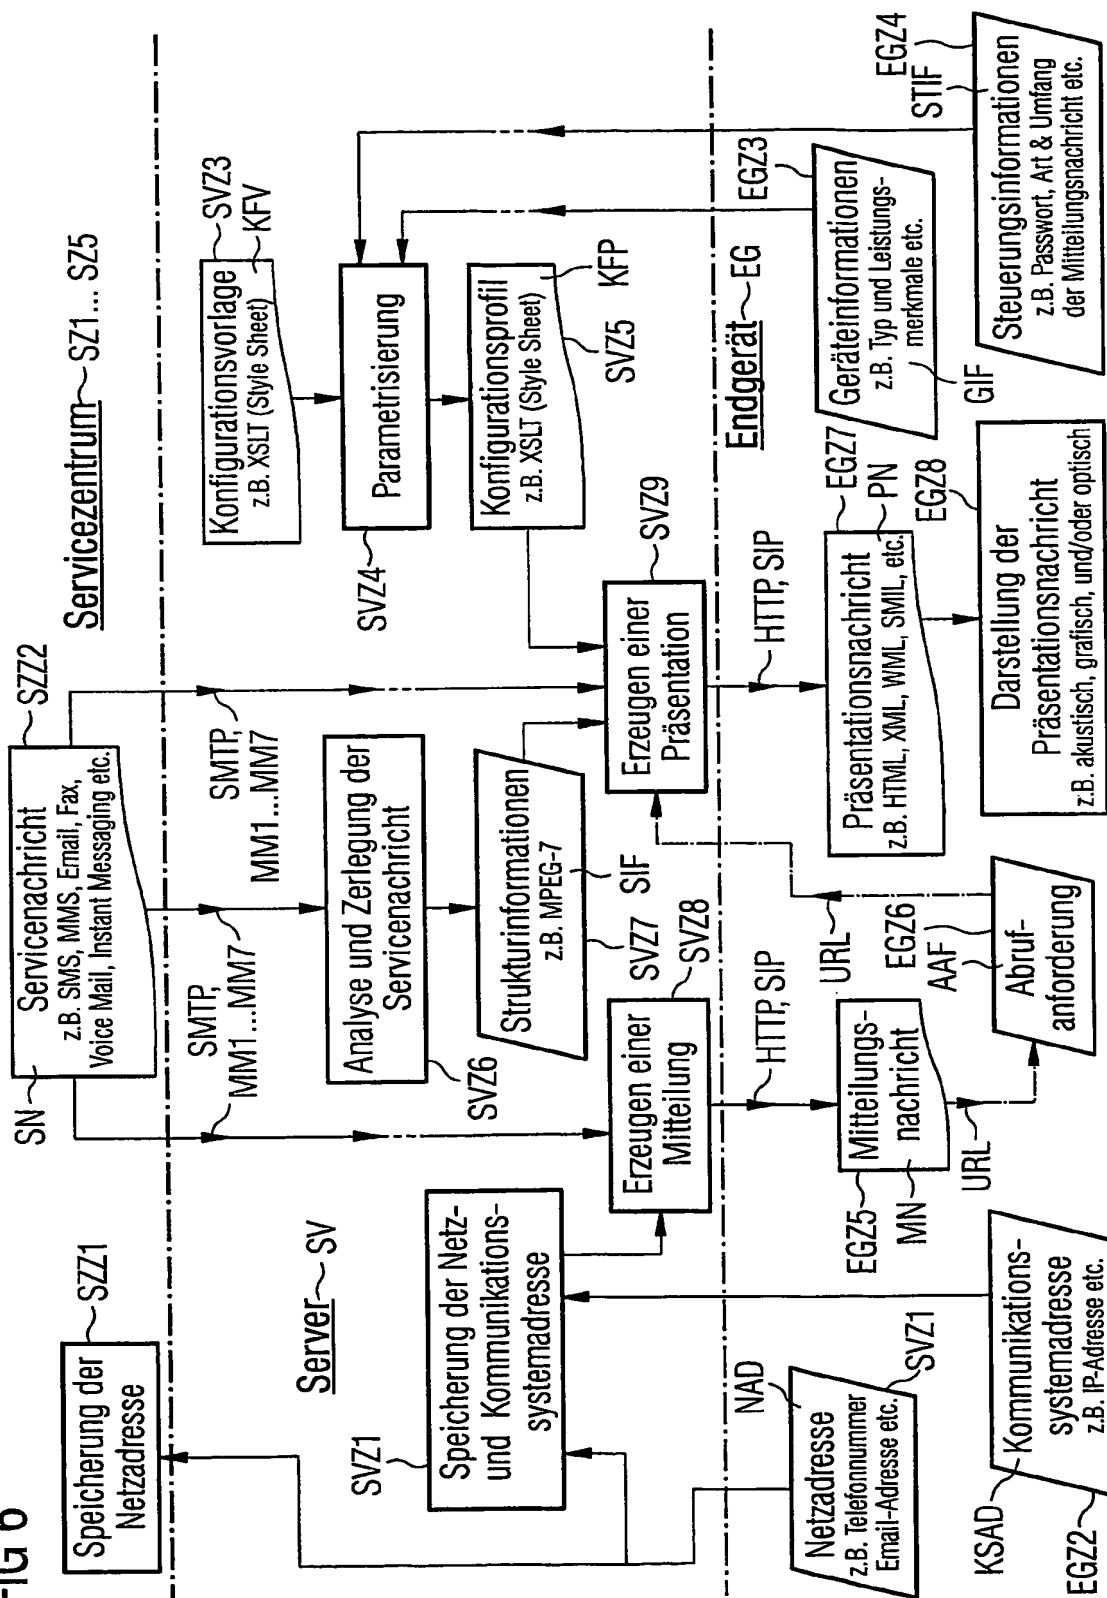 FIG 6
Speicherung der
Netzadresse
SZZ1
SN
Servicenachricht
z.B. SMS, MMS, Email, Fax,
Voice Mail, Instant Messaging etc.
SZZ2
Servicezentrum
SZ1... SZ5
SMTP,
MM1...MM7
SMTP,
MM1...MM7
Server
SV
SVZ1
Speicherung der Netz-
und Kommunikations-
systemadresse
SVZ6
Analyse und Zerlegung der
Servicenachricht
Strukturinformationen
z.B. MPEG-7
SIF
SVZ7
Konfigurationsvorlage
z.B. XSLT (Style Sheet)
SVZ3
KFV
SVZ4
Parametrisierung
Konfigurationsprofil
z.B. XSLT (Style Sheet)
KFP
SVZ5
Erzeugen einer
Mitteilung
SVZ8
Erzeugen einer
Präsentation
SVZ9
HTTP, SIP
HTTP, SIP
Endgerät
EG
NAD
Netzadresse
z.B. Telefonnummer
Email-Adresse etc.
SVZ1
KSAD
EGZ2
Kommunikations-
systemadresse
z.B. IP-Adresse etc.
EGZ5
MN
Mitteilungs-
nachricht
URL
URL
EGZ6
AAF
Abruf-
anforderung
Präsentationsnachricht
z.B. HTML, XML, WML, SMIL, etc.
EGZ7
PN
EGZ8
Darstellung der
Präsentationsnachricht
z.B. akustisch, grafisch, und/oder optisch
EGZ3
Geräteinformationen
z.B. Typ und Leistungs-
merkmale etc.
GIF
EGZ4
STIF
Steuerungsinformationen
z.B. Passwort, Art & Umfang
der Mitteilungsnachricht etc.